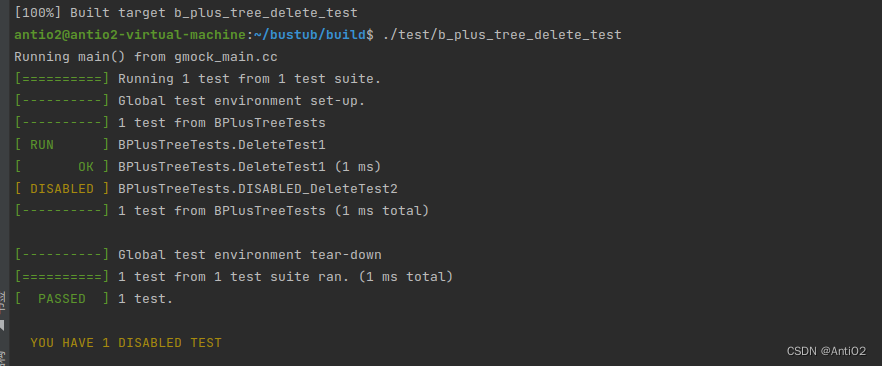 [100%] Built target b_plus_tree_delete_test
antio2@antio2-virtual-machine:~/bustub/build$ ./test/b_plus_tree_delete_test
Running main() from gmock_main.cc
[==========] Running 1 test from 1 test suite.
[----------] Global test environment set-up.
[----------] 1 test from BPlusTreeTests
[ RUN      ] BPlusTreeTests.DeleteTest1
[       OK ] BPlusTreeTests.DeleteTest1 (1 ms)
[ DISABLED ] BPlusTreeTests.DISABLED_DeleteTest2
[----------] 1 test from BPlusTreeTests (1 ms total)
[----------] Global test environment tear-down
[==========] 1 test from 1 test suite ran. (1 ms total)
[  PASSED  ] 1 test.
YOU HAVE 1 DISABLED TEST
CSDN @AntiO2